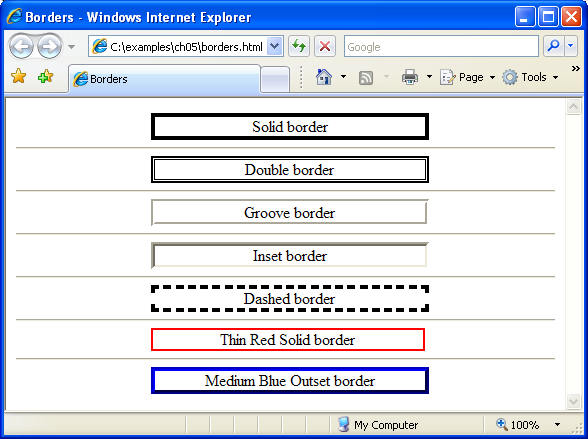 Borders - Windows Internet Explorer
C:\examples\ch05\borders.html
Google
Borders
Page
Tools
»
Solid border
Double border
Groove border
Inset border
Dashed border
Thin Red Solid border
Medium Blue Outset border
My Computer
100%